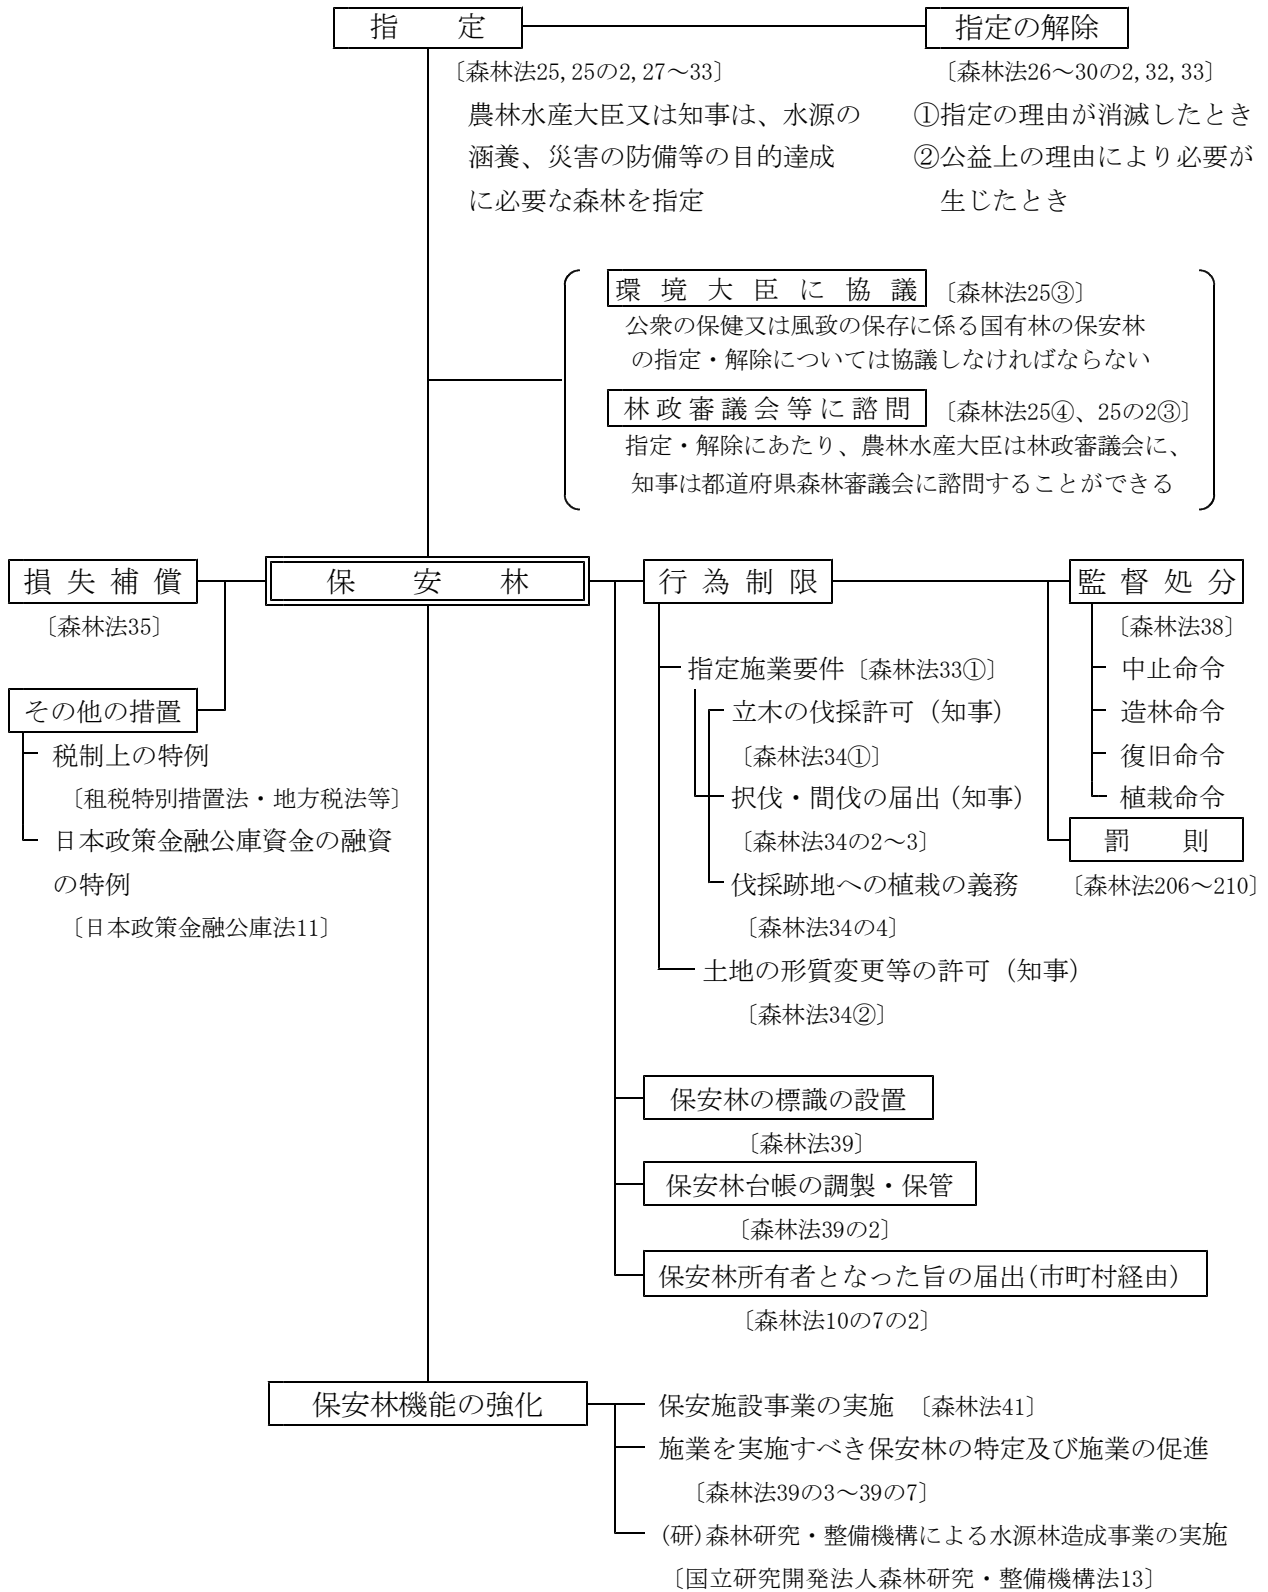 指定
指定の解除
〔森林法25,25の2,27～33〕
〔森林法26～30の2,32,33〕
農林水産大臣又は知事は、水源の
涵養、災害の防備等の目的達成
に必要な森林を指定
①指定の理由が消滅したとき
②公益上の理由により必要が
生じたとき
環境大臣に協議 〔森林法25③〕
公衆の保健又は風致の保存に係る国有林の保安林
の指定・解除については協議しなければならない
林政審議会等に諮問 〔森林法25④、25の2③〕
指定・解除にあたり、農林水産大臣は林政審議会に、
知事は都道府県森林審議会に諮問することができる
損失補償
〔森林法35〕
その他の措置
税制上の特例
〔租税特別措置法・地方税法等〕
日本政策金融公庫資金の融資
の特例
〔日本政策金融公庫法11〕
保安林
行為制限
指定施業要件〔森林法33①〕
立木の伐採許可（知事）
〔森林法34①〕
択伐・間伐の届出（知事）
〔森林法34の2～3〕
伐採跡地への植栽の義務
〔森林法34の4〕
土地の形質変更等の許可（知事）
〔森林法34②〕
監督処分
〔森林法38〕
中止命令
造林命令
復旧命令
植栽命令
罰則
〔森林法206～210〕
保安林の標識の設置
〔森林法39〕
保安林台帳の調製・保管
〔森林法39の2〕
保安林所有者となった旨の届出(市町村経由）
〔森林法10の7の2〕
保安林機能の強化
保安施設事業の実施 〔森林法41〕
施業を実施すべき保安林の特定及び施業の促進
〔森林法39の3～39の7〕
(研)森林研究・整備機構による水源林造成事業の実施
〔国立研究開発法人森林研究・整備機構法13〕